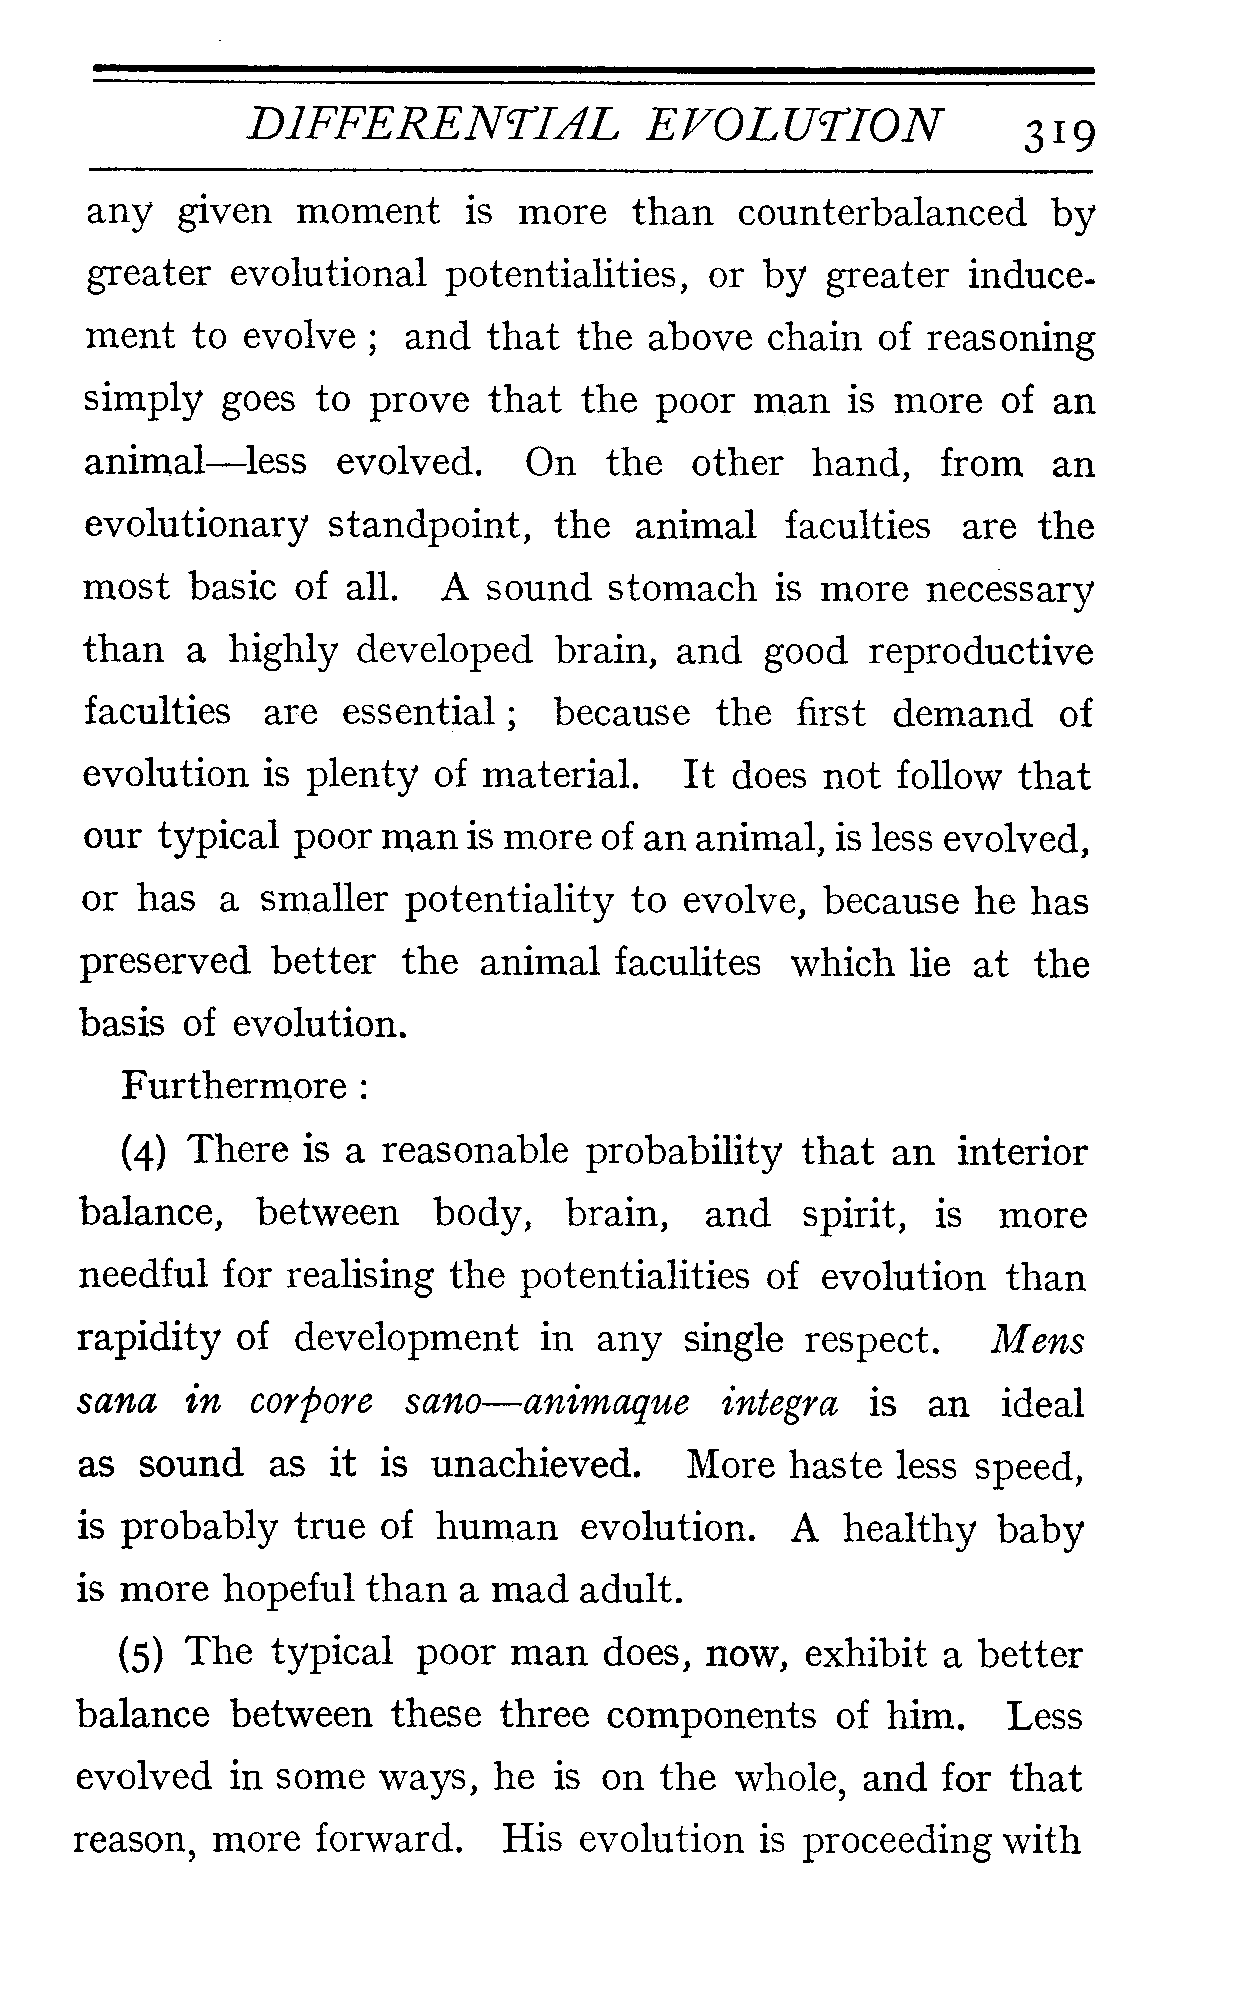 DIFFERENTIAL EVOLUTION 319
any given moment is more than counterbalanced by
greater evolutional potentialities, or by greater induce-
ment to evolve ; and that the above chain of reasoning
simply goes to prove that the poor man is more of an
animal—less evolved. On the other hand, from an
evolutionary standpoint, the animal faculties are the
most basic of all. A sound stomach is more necessary
than a highly developed brain, and good reproductive
faculties are essential ; because the first demand of
evolution is plenty of material. It does not follow that
our typical poor man is more of an animal, is less evolved,
or has a smaller potentiality to evolve, because he has
preserved better the animal faculites which lie at the
basis of evolution.
Furthermore :
(4) There is a reasonable probability that an interior
balance, between body, brain, and spirit, is more
needful for realising the potentialities of evolution than
rapidity of development in any single respect. Mens
sana in corpore sano—animaque integra is an ideal
as sound as it is unachieved. More haste less speed,
is probably true of human evolution. A healthy baby
is more hopeful than a mad adult.
(5) The typical poor man does, now, exhibit a better
balance between these three components of him. Less
evolved in some ways, he is on the whole, and for that
reason, more forward. His evolution is proceeding with